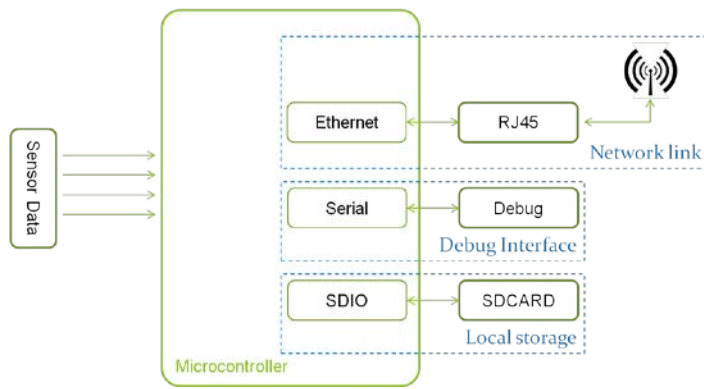 Sensor Data
Ethernet
RJ45
Network link
Serial
Debug
Debug Interface
SDIO
SDCARD
Local storage
Microcontroller